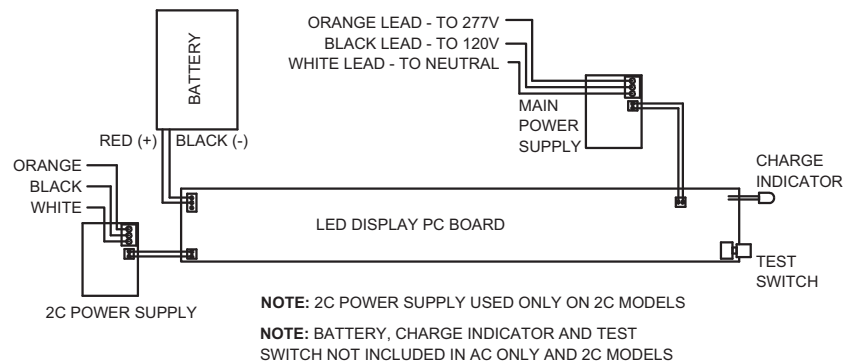 ORANGE LEAD - TO 277V
BLACK LEAD - TO 120V
WHITE LEAD - TO NEUTRAL
BATTERY
MAIN
POWER
SUPPLY
RED (+)
BLACK (-)
ORANGE
BLACK
WHITE
CHARGE
INDICATOR
LED DISPLAY PC BOARD
TEST
SWITCH
2C POWER SUPPLY
NOTE: 2C POWER SUPPLY USED ONLY ON 2C MODELS
NOTE: BATTERY, CHARGE INDICATOR AND TEST
SWITCH NOT INCLUDED IN AC ONLY AND 2C MODELS